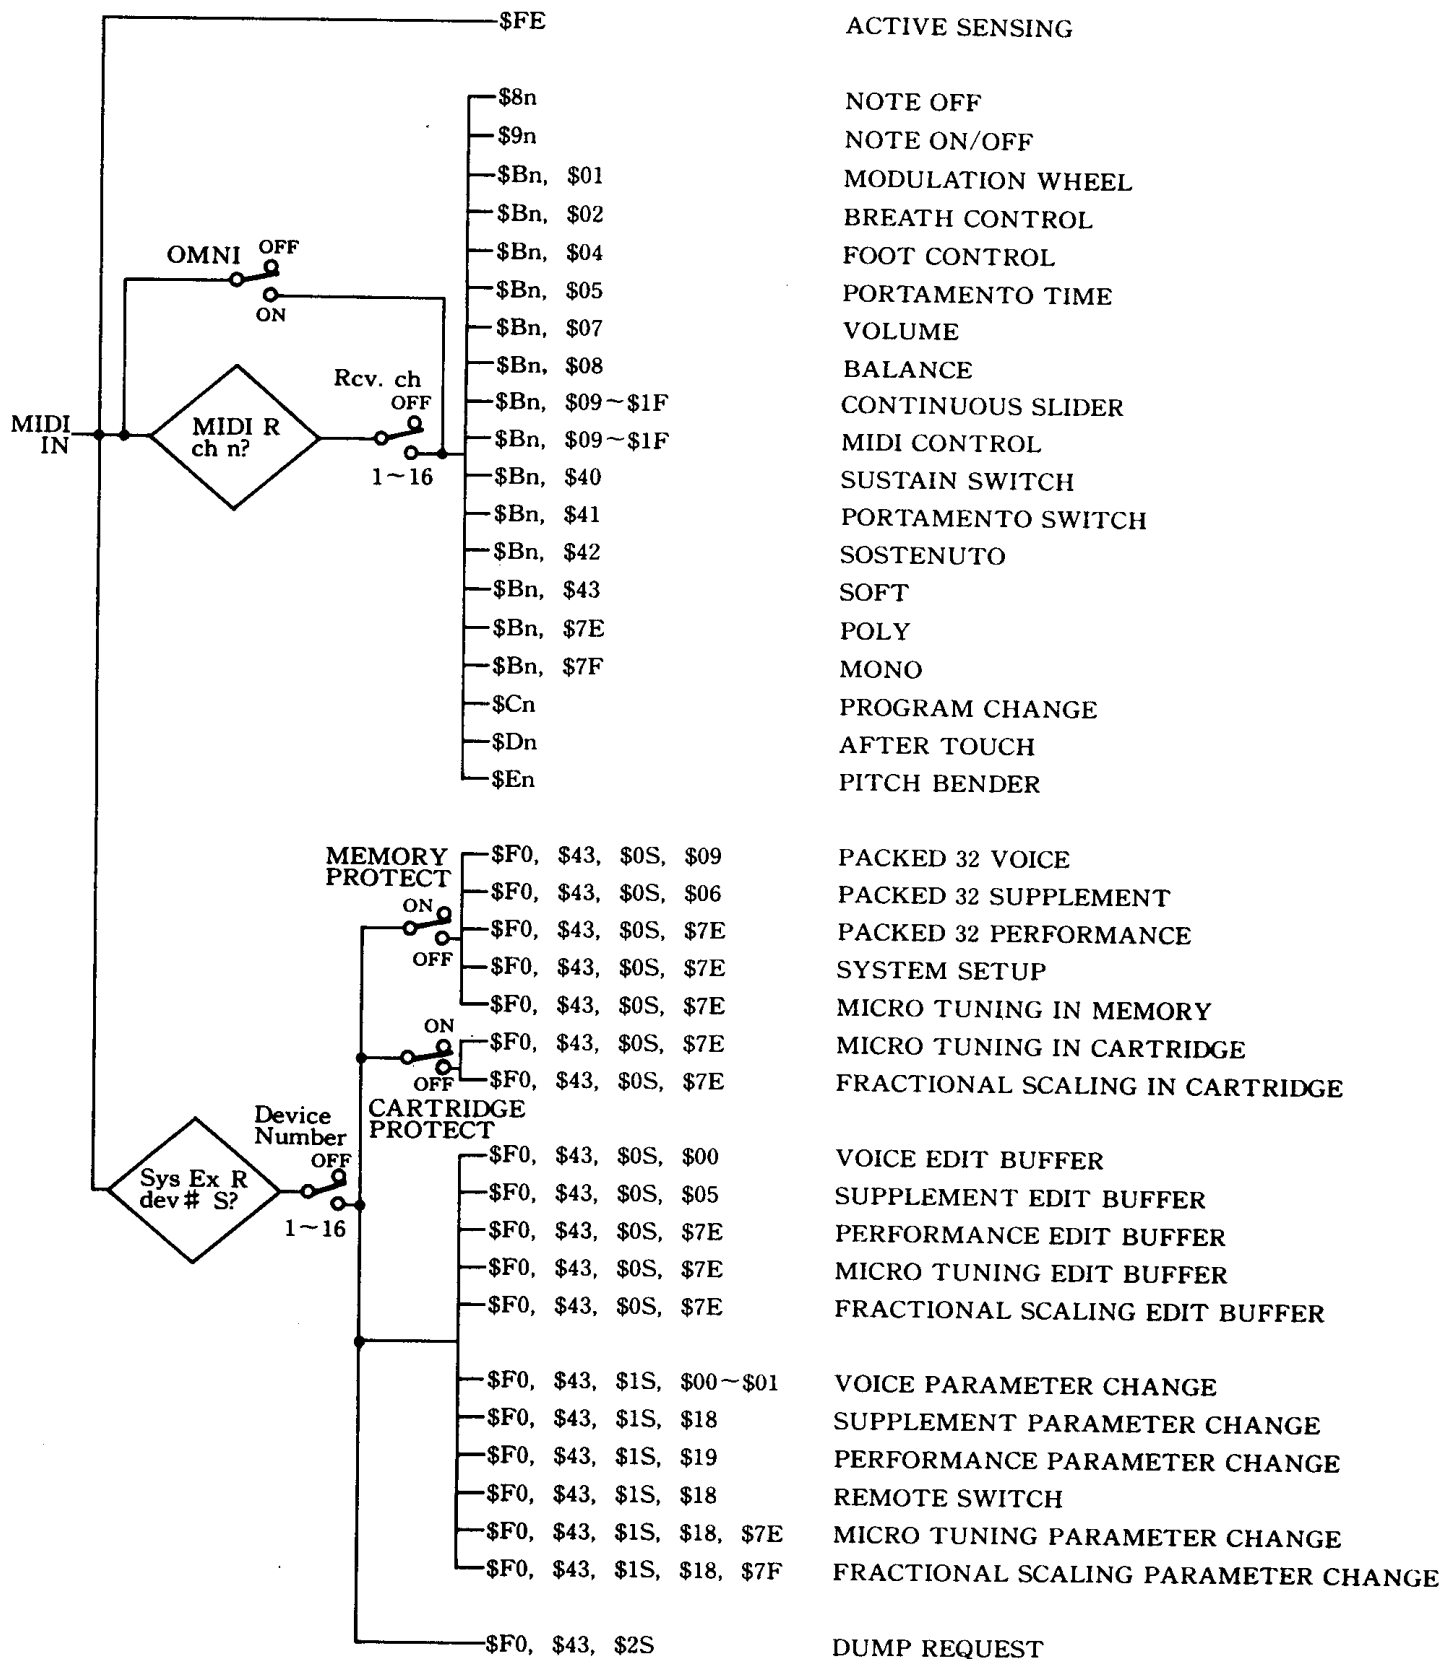 $FE ACTIVE SENSING
$8n NOTE OFF
$9n NOTE ON/OFF
$Bn, $01 MODULATION WHEEL
$Bn, $02 BREATH CONTROL
OMNI OFF
ON
$Bn, $04 FOOT CONTROL
$Bn, $05 PORTAMENTO TIME
$Bn, $07 VOLUME
$Bn, $08 BALANCE
MIDI IN
MIDI R ch n?
Rcv. ch
OFF
1~16
$Bn, $09~$1F CONTINUOUS SLIDER
$Bn, $09~$1F MIDI CONTROL
$Bn, $40 SUSTAIN SWITCH
$Bn, $41 PORTAMENTO SWITCH
$Bn, $42 SOSTENUTO
$Bn, $43 SOFT
$Bn, $7E POLY
$Bn, $7F MONO
$Cn PROGRAM CHANGE
$Dn AFTER TOUCH
$En PITCH BENDER
MEMORY
PROTECT
ON
OFF
$F0, $43, $0S, $09 PACKED 32 VOICE
$F0, $43, $0S, $06 PACKED 32 SUPPLEMENT
$F0, $43, $0S, $7E PACKED 32 PERFORMANCE
$F0, $43, $0S, $7E SYSTEM SETUP
$F0, $43, $0S, $7E MICRO TUNING IN MEMORY
ON
OFF
CARTRIDGE
PROTECT
$F0, $43, $0S, $7E MICRO TUNING IN CARTRIDGE
$F0, $43, $0S, $7E FRACTIONAL SCALING IN CARTRIDGE
Sys Ex R
dev# S?
Device
Number
OFF
1~16
$F0, $43, $0S, $00 VOICE EDIT BUFFER
$F0, $43, $0S, $05 SUPPLEMENT EDIT BUFFER
$F0, $43, $0S, $7E PERFORMANCE EDIT BUFFER
$F0, $43, $0S, $7E MICRO TUNING EDIT BUFFER
$F0, $43, $0S, $7E FRACTIONAL SCALING EDIT BUFFER
$F0, $43, $1S, $00~$01 VOICE PARAMETER CHANGE
$F0, $43, $1S, $18 SUPPLEMENT PARAMETER CHANGE
$F0, $43, $1S, $19 PERFORMANCE PARAMETER CHANGE
$F0, $43, $1S, $18 REMOTE SWITCH
$F0, $43, $1S, $18, $7E MICRO TUNING PARAMETER CHANGE
$F0, $43, $1S, $18, $7F FRACTIONAL SCALING PARAMETER CHANGE
$F0, $43, $2S DUMP REQUEST